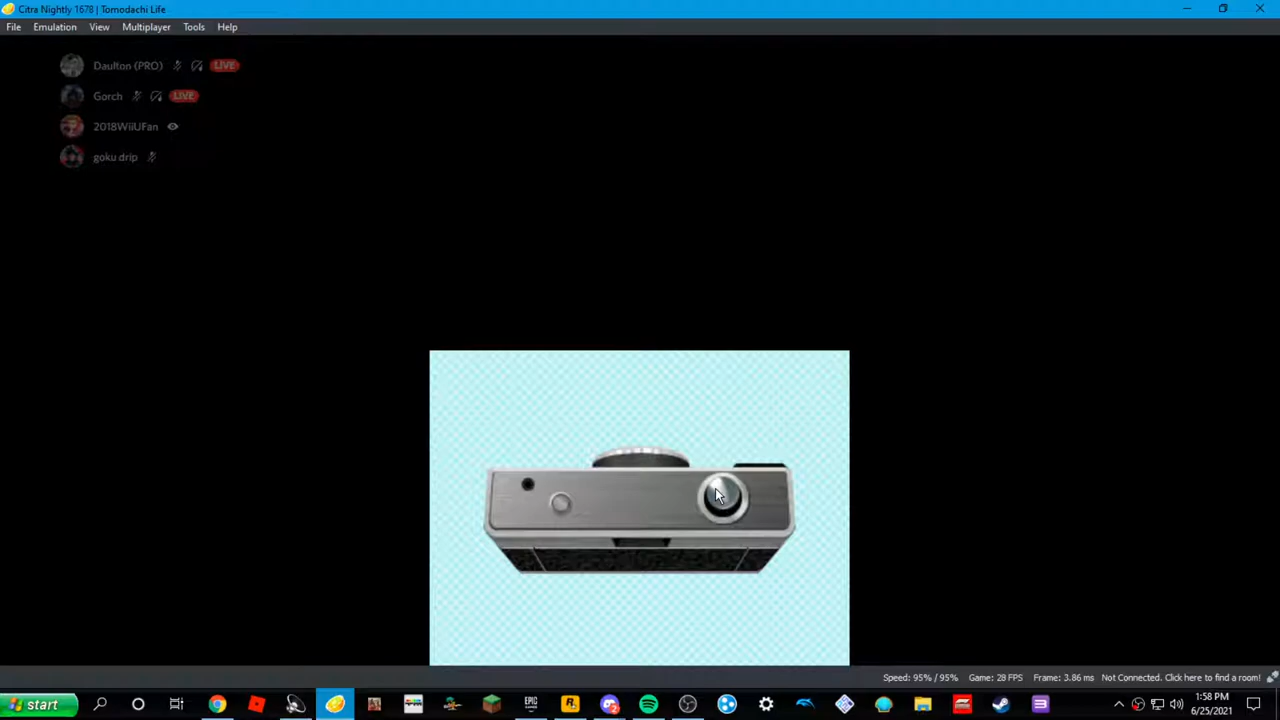 Citra Nightly 1678 | Tomodachi Life
File Emulation View Multiplayer Tools Help
Daulton (PRO) LIVE
Gorch LIVE
2018WiiUFan
goku drip
Speed: 95% / 95% Game: 28 FPS Frame: 3.86 ms Not Connected. Click here to find a room!
start
EPIC
GAMES
R
1:58 PM
6/25/2021